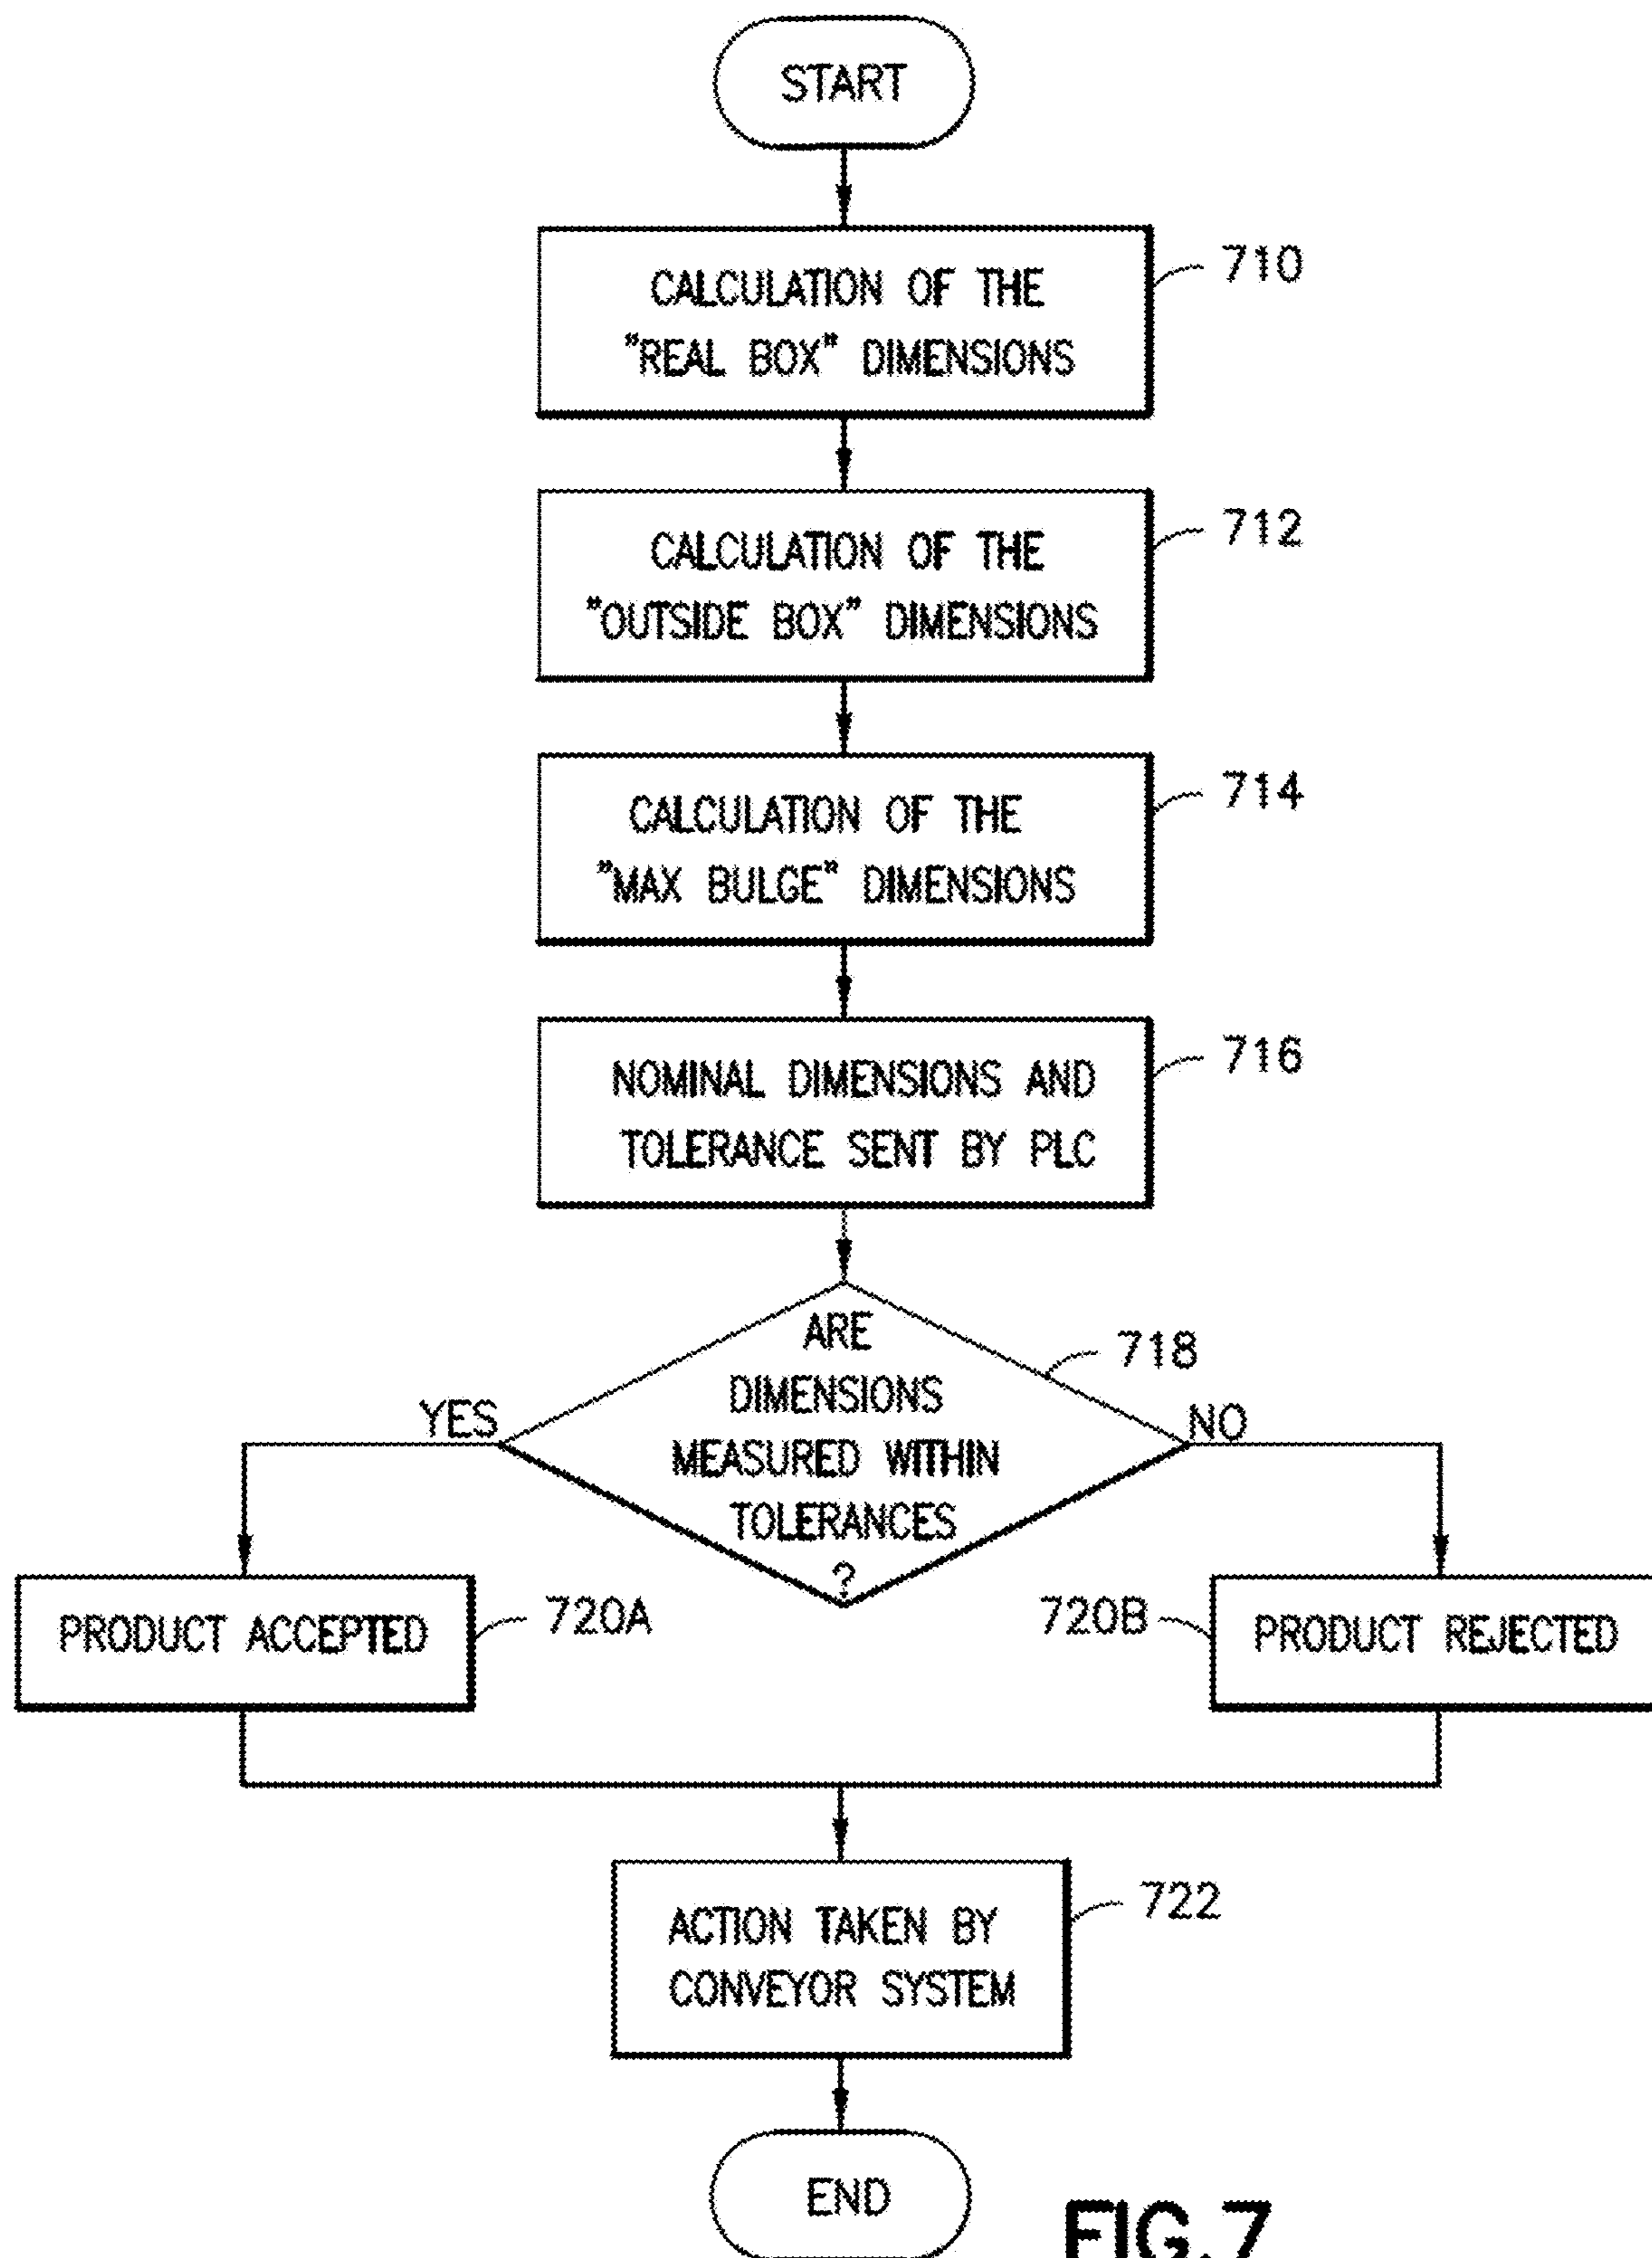 START
CALCULATION OF THE
"REAL BOX" DIMENSIONS
710
CALCULATION OF THE
"OUTSIDE BOX" DIMENSIONS
712
CALCULATION OF THE
"MAX BULGE" DIMENSIONS
714
NOMINAL DIMENSIONS AND
TOLERANCE SENT BY PLC
716
ARE
DIMENSIONS
MEASURED WITHIN
TOLERANCES
?
718
YES
NO
PRODUCT ACCEPTED
720A
720B
PRODUCT REJECTED
ACTION TAKEN BY
CONVEYOR SYSTEM
722
END
FIG.7